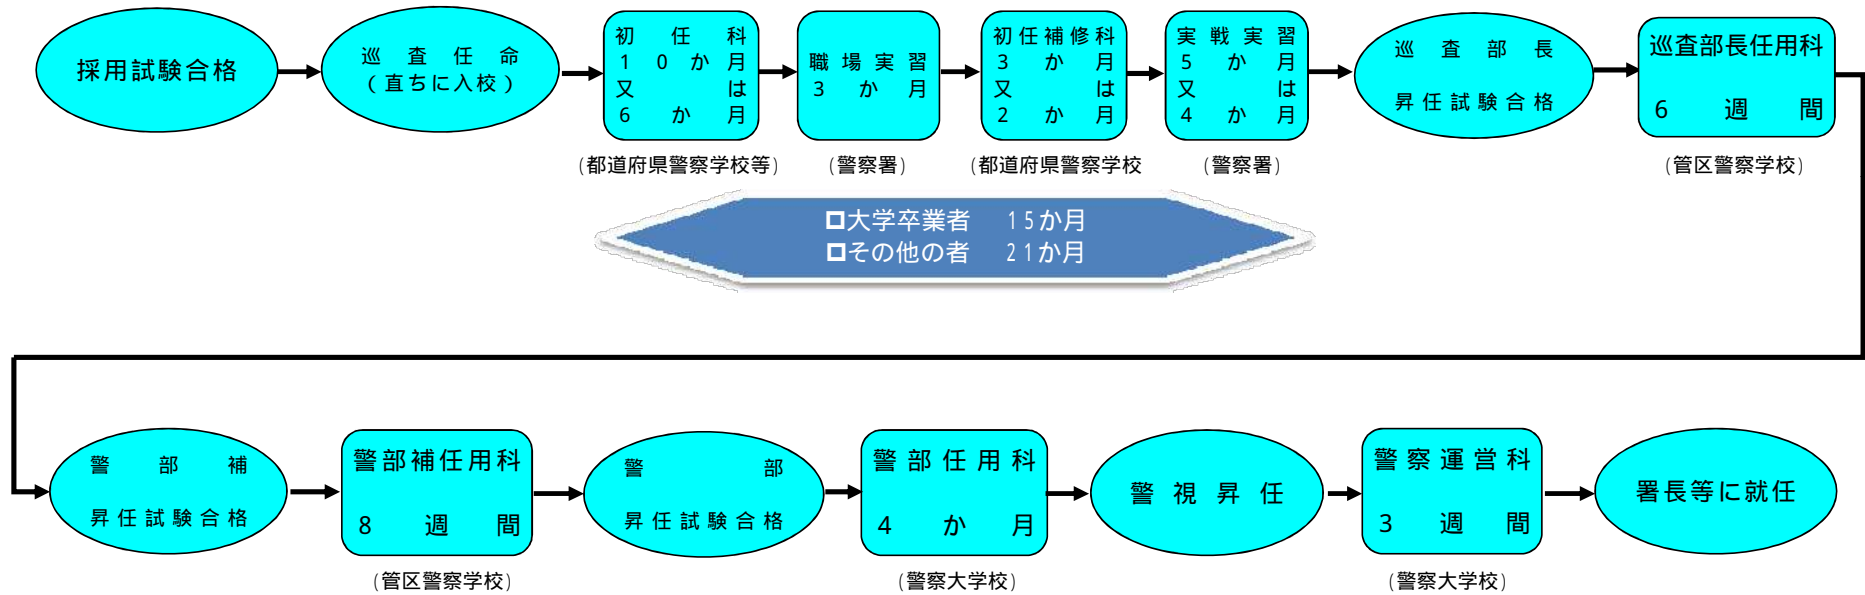 採用試験合格
巡査任命
(直ちに入校)
初任科
10か月
又は
6か月
(都道府県警察学校等)
職場実習
3か月
(警察署)
初任補修科
3か月
又は
2か月
(都道府県警察学校
実戦実習
5か月
又は
4か月
(警察署)
巡査部長
昇任試験合格
巡査部長任用科
6週間
(管区警察学校)
大学卒業者 15か月
その他の者 21か月
警部補
昇任試験合格
警部補任用科
8週間
(管区警察学校)
警部
昇任試験合格
警部任用科
4か月
(警察大学校)
警視昇任
警察運営科
3週間
(警察大学校)
署長等に就任